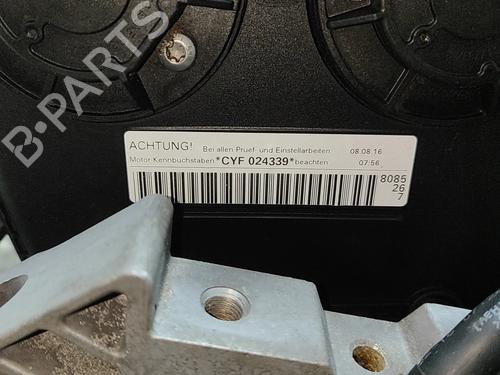 B-PARTS
ACHTUNG! Bei allen Pruef- und Einstellarbeiten 08.08.16
Motor-Kennbuchstaben *CYF 024339* beachten 07:56
8085
26
7